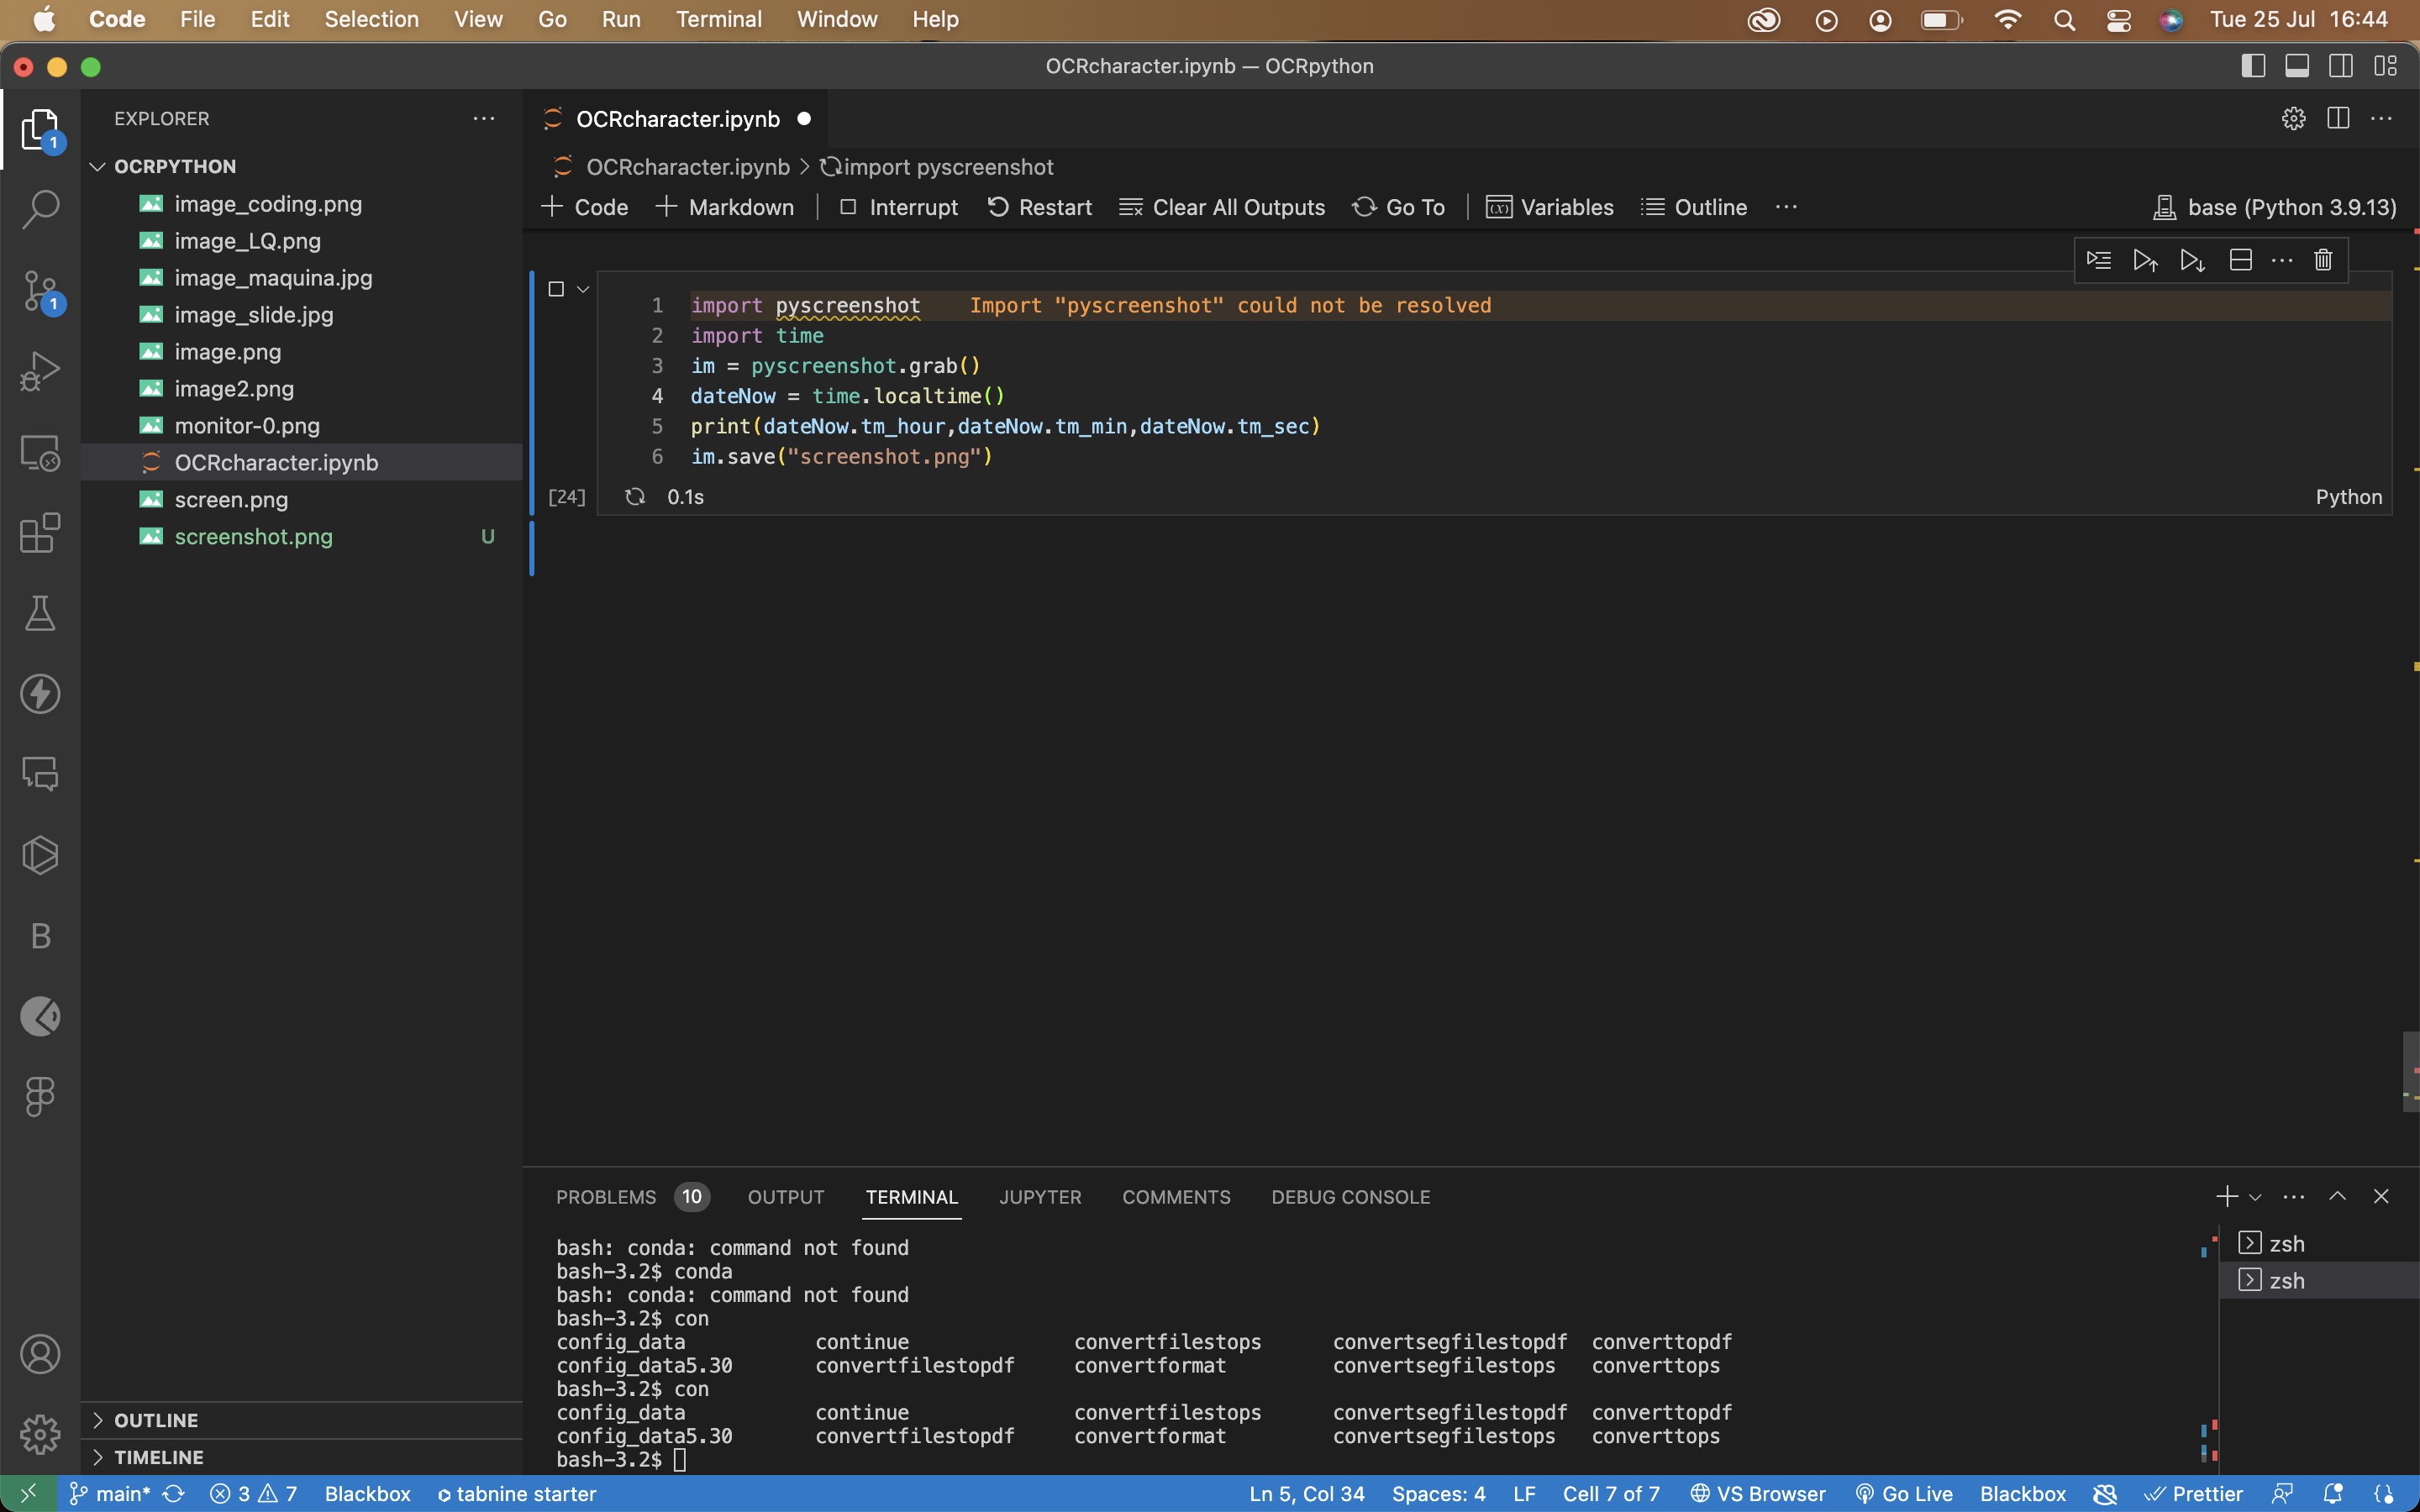 Code File Edit Selection View Go Run Terminal Window Help Tue 25 Jul 16:44
OCRcharacter.ipynb — OCRpython
EXPLORER
OCRPYTHON
image_coding.png
image_LQ.png
image_maquina.jpg
image_slide.jpg
image.png
image2.png
monitor-0.png
OCRcharacter.ipynb
screen.png
screenshot.png U
OUTLINE
TIMELINE
1
1
B
OCRcharacter.ipynb
OCRcharacter.ipynb > import pyscreenshot
Code Markdown Interrupt Restart Clear All Outputs Go To Variables Outline base (Python 3.9.13)
1 import pyscreenshot Import "pyscreenshot" could not be resolved
2 import time
3 im = pyscreenshot.grab()
4 dateNow = time.localtime()
5 print(dateNow.tm_hour,dateNow.tm_min,dateNow.tm_sec)
6 im.save("screenshot.png")
[24] 0.1s Python
PROBLEMS 10 OUTPUT TERMINAL JUPYTER COMMENTS DEBUG CONSOLE
bash: conda: command not found
bash-3.2$ conda
bash: conda: command not found
bash-3.2$ con
config_data continue convertfilestops convertsegfilestopdf converttopdf
config_data5.30 convertfilestopdf convertformat convertsegfilestops converttops
bash-3.2$ con
config_data continue convertfilestops convertsegfilestopdf converttopdf
config_data5.30 convertfilestopdf convertformat convertsegfilestops converttops
bash-3.2$
zsh
zsh
main* 3 7 Blackbox tabnine starter Ln 5, Col 34 Spaces: 4 LF Cell 7 of 7 VS Browser Go Live Blackbox Prettier